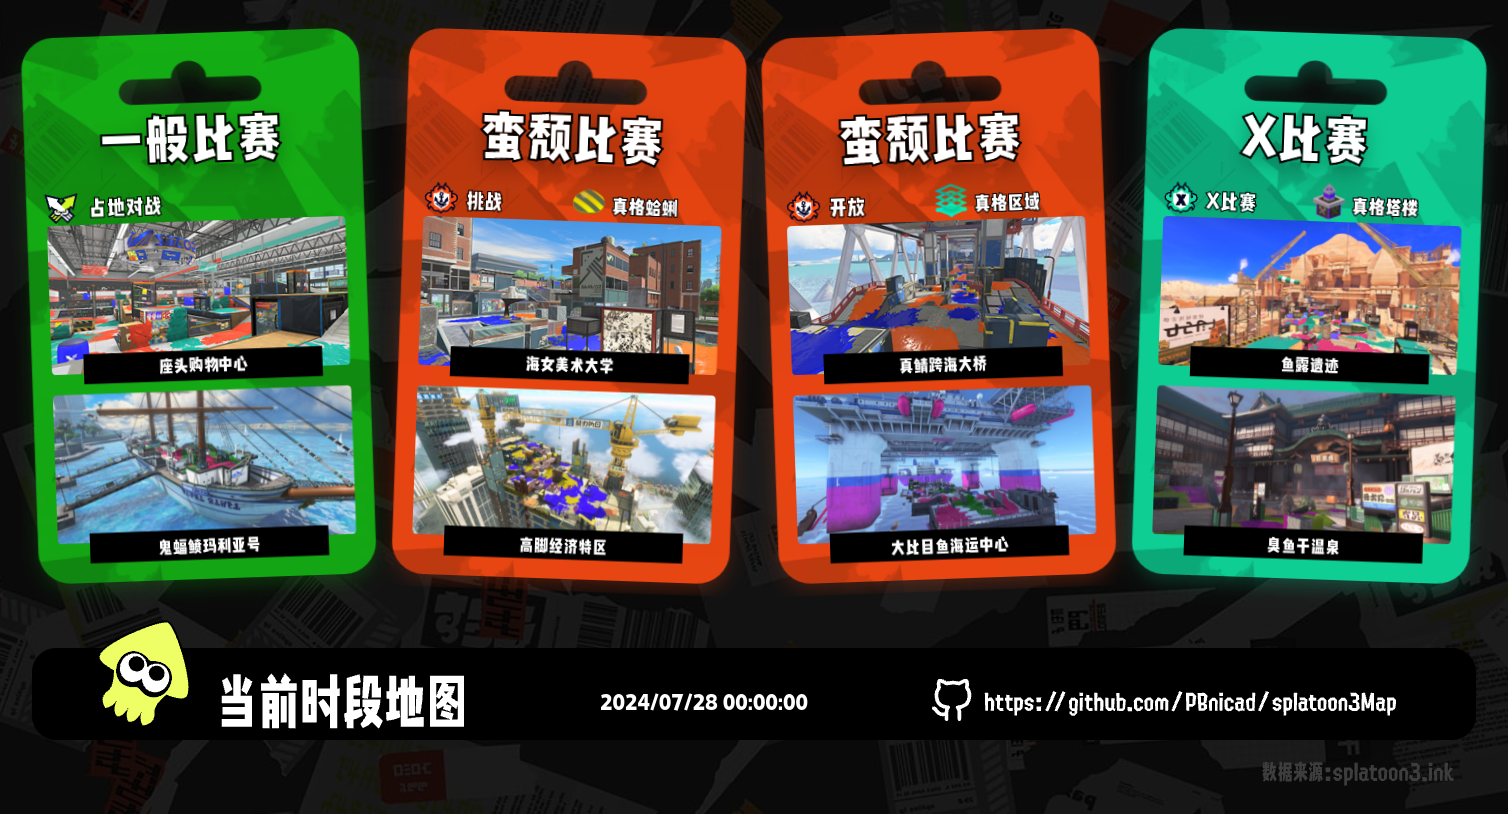 一般比赛
占地对战
座头购物中心
鬼蝠鲼玛利亚号
蛮颓比赛
挑战
真格蛤蜊
海女美术大学
高脚经济特区
蛮颓比赛
开放
真格区域
真鲭跨海大桥
大比目鱼海运中心
X比赛
X比赛
真格塔楼
鱼露遗迹
臭鱼干温泉
当前时段地图
2024/07/28 00:00:00
https://github.com/PBnicad/splatoon3Map
数据来源:splatoon3.ink